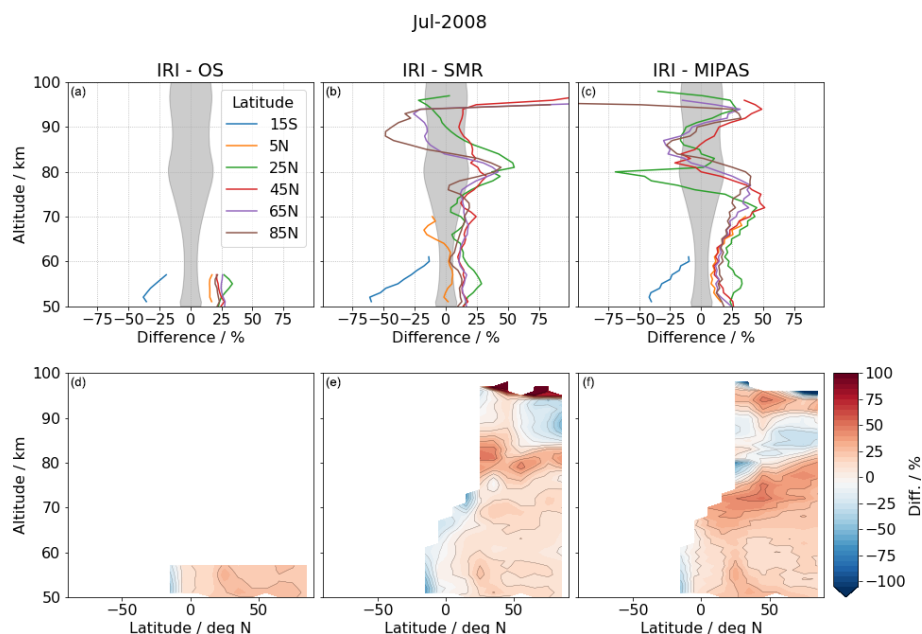 Jul-2008
IRI - OS
IRI - SMR
IRI - MIPAS
100
90
80
70
60
50
Altitude / km
(a)
Latitude
15S
5N
25N
45N
65N
85N
(b)
(c)
−75 −50 −25 0 25 50 75
−75 −50 −25 0 25 50 75
−75 −50 −25 0 25 50 75
Difference / %
Difference / %
Difference / %
100
90
80
70
60
50
Altitude / km
(d)
(e)
(f)
−50 0 50
−50 0 50
−50 0 50
Latitude / deg N
Latitude / deg N
Latitude / deg N
100
75
50
25
0
−25
−50
−75
−100
Diff. / %